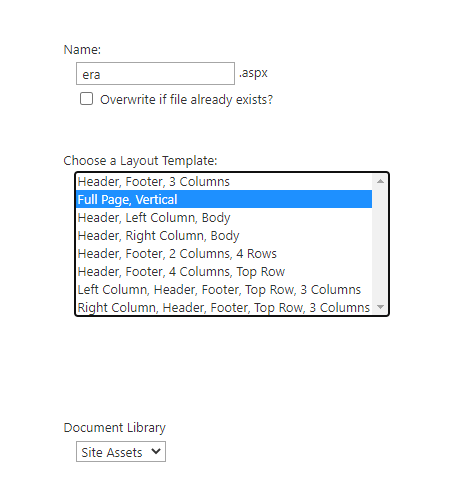 Name:
era .aspx
Overwrite if file already exists?
Choose a Layout Template:
Header, Footer, 3 Columns
Full Page, Vertical
Header, Left Column, Body
Header, Right Column, Body
Header, Footer, 2 Columns, 4 Rows
Header, Footer, 4 Columns, Top Row
Left Column, Header, Footer, Top Row, 3 Columns
Right Column, Header, Footer, Top Row, 3 Columns
Document Library
Site Assets